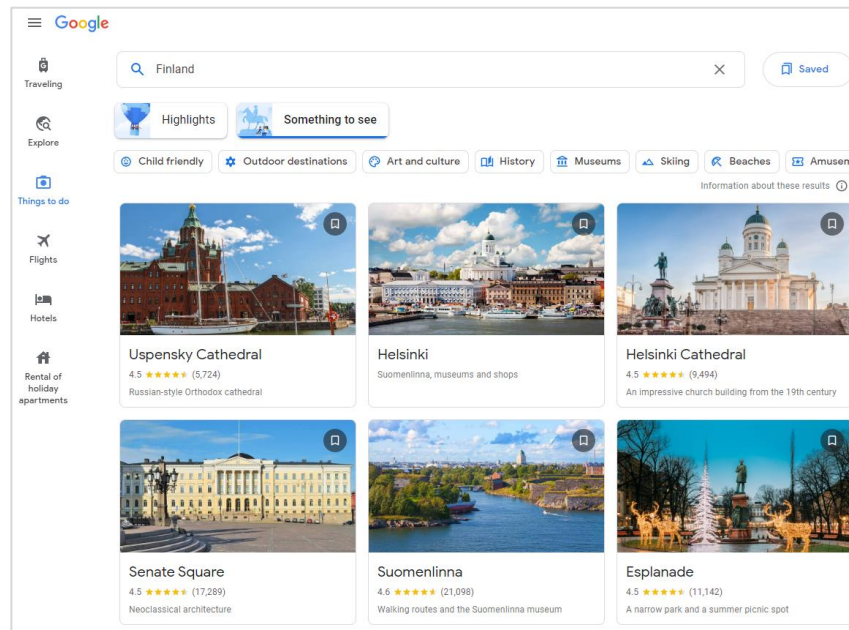 Google
Traveling
Explore
Things to do
Flights
Hotels
Rental of
holiday
apartments
Finland
Saved
Highlights
Something to see
Child friendly
Outdoor destinations
Art and culture
History
Museums
Skiing
Beaches
Amusem
Information about these results
Uspensky Cathedral
4.5 (5,724)
Russian-style Orthodox cathedral
Helsinki
Suomenlinna, museums and shops
Helsinki Cathedral
4.5 (9,494)
An impressive church building from the 19th century
Senate Square
4.5 (17,289)
Neoclassical architecture
Suomenlinna
4.6 (21,098)
Walking routes and the Suomenlinna museum
Esplanade
4.5 (11,142)
A narrow park and a summer picnic spot